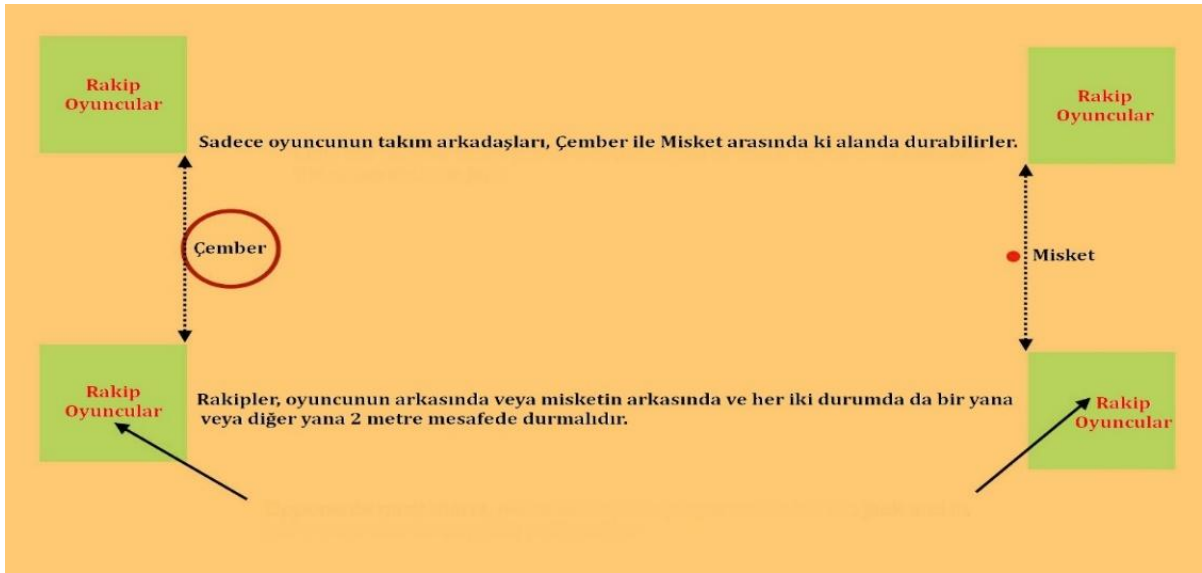 Rakip
Oyuncular
Rakip
Oyuncular
Sadece oyuncunun takım arkadaşları, Çember ile Misket arasında ki alanda durabilirler.
Çember
Misket
Rakip
Oyuncular
Rakipler, oyuncunun arkasında veya misketin arkasında ve her iki durumda da bir yana
veya diğer yana 2 metre mesafede durmalıdır.
Rakip
Oyuncular